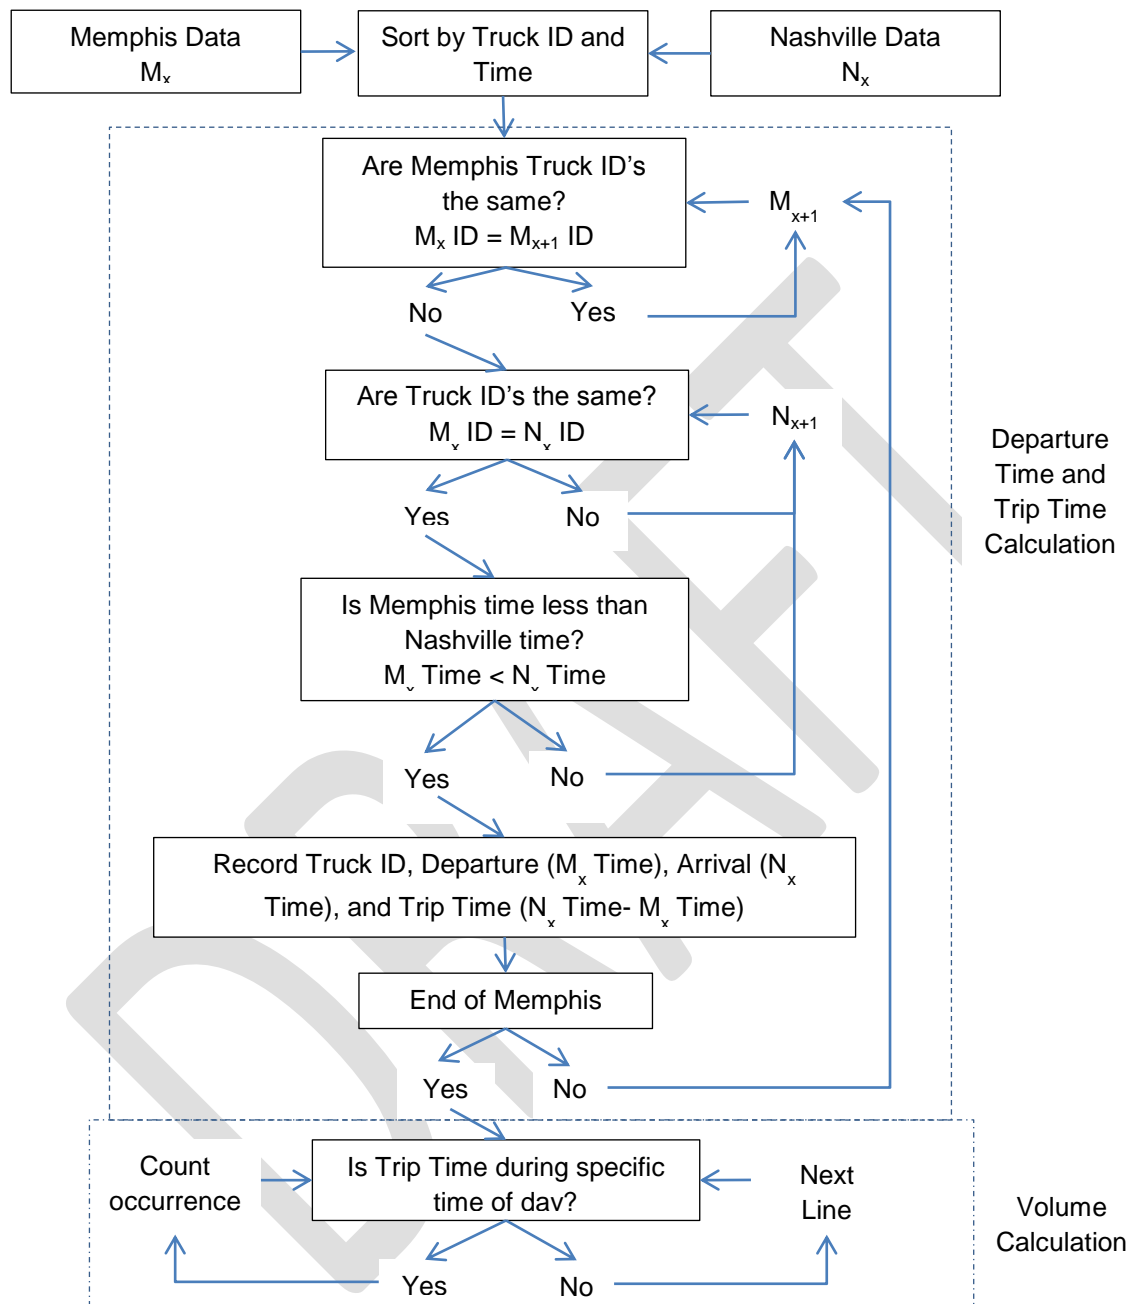 Memphis Data
Mx
Sort by Truck ID and
Time
Nashville Data
Nx
Are Memphis Truck ID’s
the same?
Mx ID = Mx+1 ID
Mx+1
No
Yes
Are Truck ID’s the same?
Mx ID = Nx ID
Nx+1
Departure
Time and
Trip Time
Calculation
Yes
No
Is Memphis time less than
Nashville time?
Mx Time < Nx Time
Yes
No
Record Truck ID, Departure (Mx Time), Arrival (Nx
Time), and Trip Time (Nx Time- Mx Time)
End of Memphis
Yes
No
Count
occurrence
Is Trip Time during specific
time of day?
Next
Line
Volume
Calculation
Yes
No
DRAFT